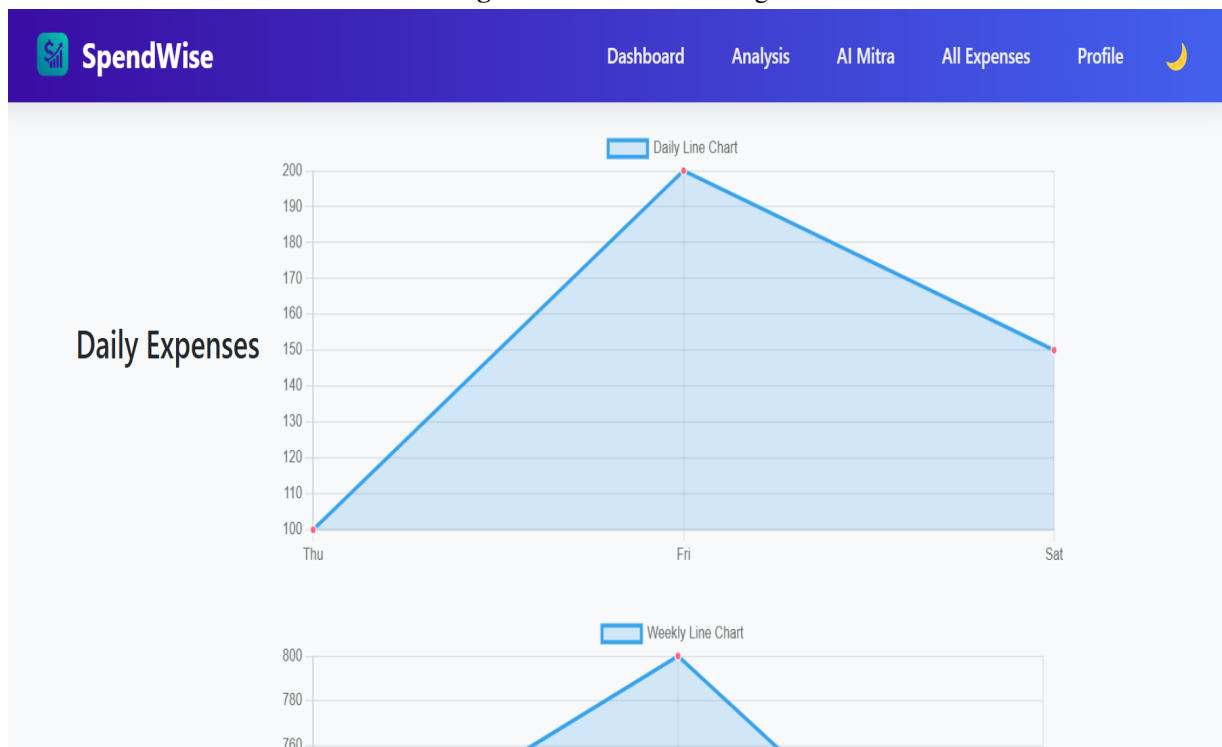 SpendWise Dashboard Analysis AI Mitra All Expenses Profile
Daily Line Chart
200
190
180
170
160
Daily Expenses
150
140
130
120
110
100
Thu Fri Sat
Weekly Line Chart
800
780
760